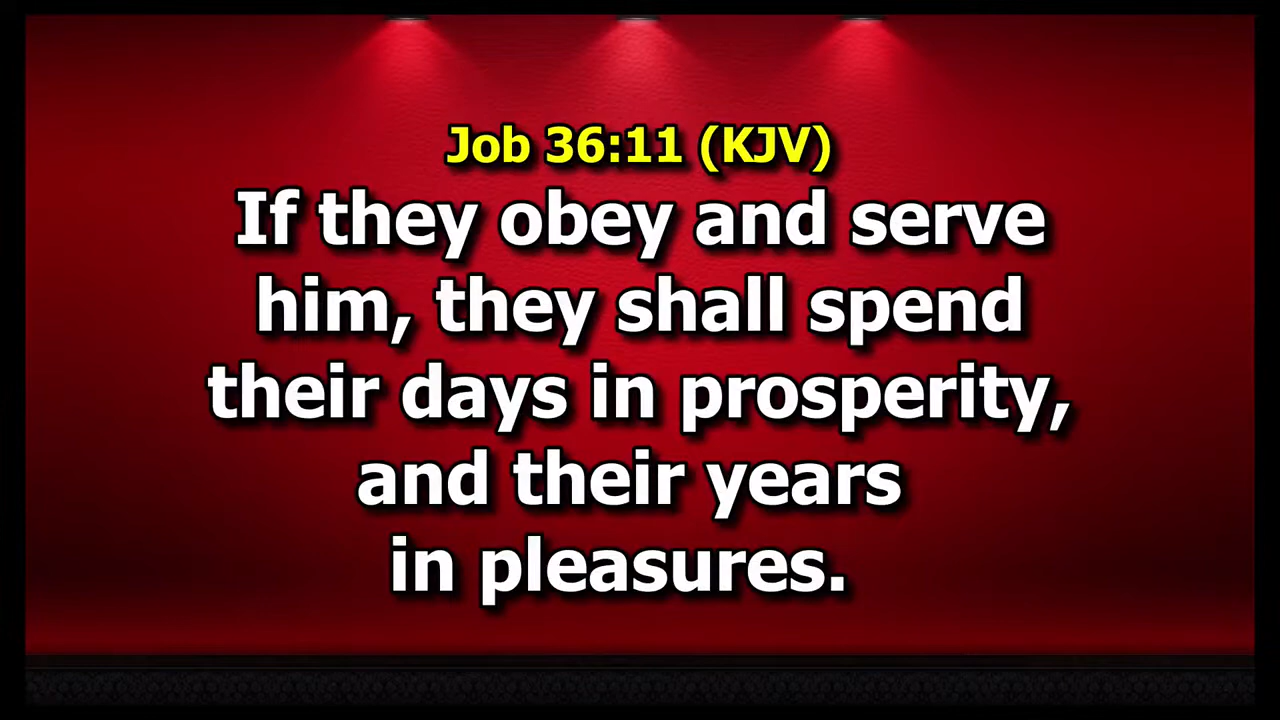 Job 36:11 (KJV)
If they obey and serve
him, they shall spend
their days in prosperity,
and their years
in pleasures.